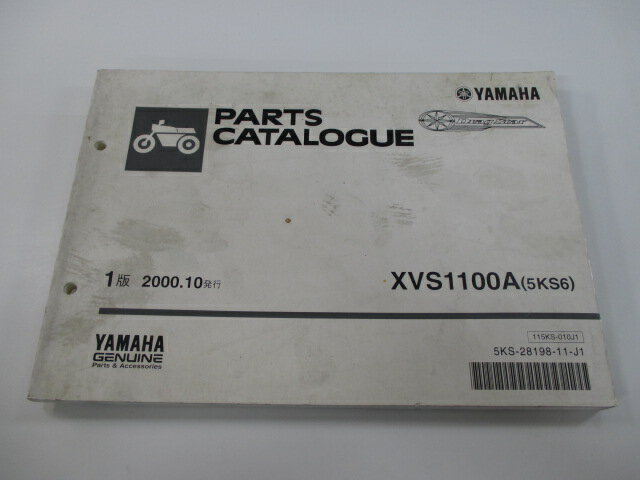 YAMAHA
PARTS
CATALOGUE
DragStar
1版 2000.10発行
XVS1100A(5KS6)
115KS-010J1
5KS-28198-11-J1
YAMAHA
GENUINE
Parts & Accessories